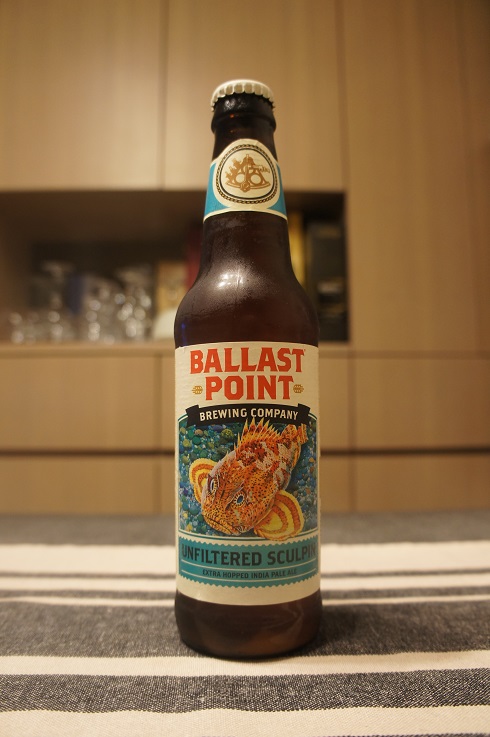 BALLAST
POINT
BREWING COMPANY
UNFILTERED SCULPIN
EXTRA HOPPED INDIA PALE ALE